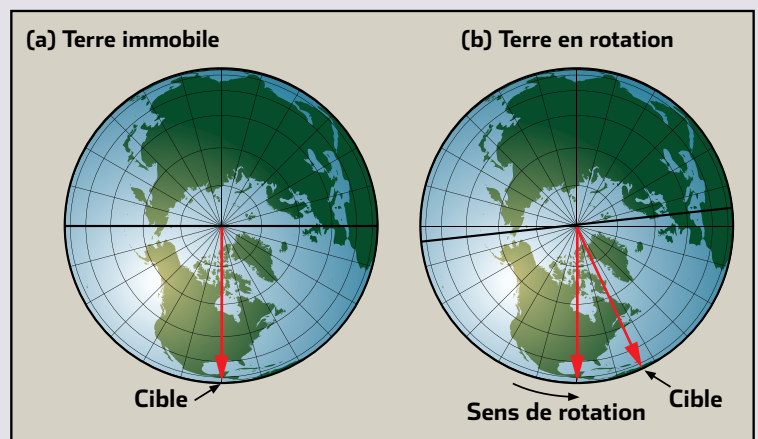 (a) Terre immobile
(b) Terre en rotation
Cible
Sens de rotation
Cible